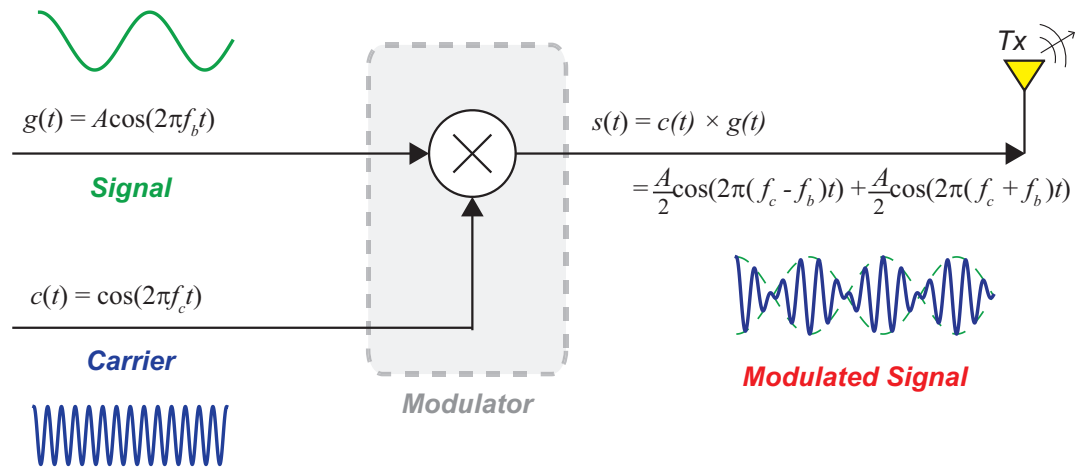 Tx
g(t) = Acos(2πf_b t)
s(t) = c(t) × g(t)
Signal
= A/2 cos(2π(f_c - f_b)t) + A/2 cos(2π(f_c + f_b)t)
c(t) = cos(2πf_c t)
Carrier
Modulated Signal
Modulator